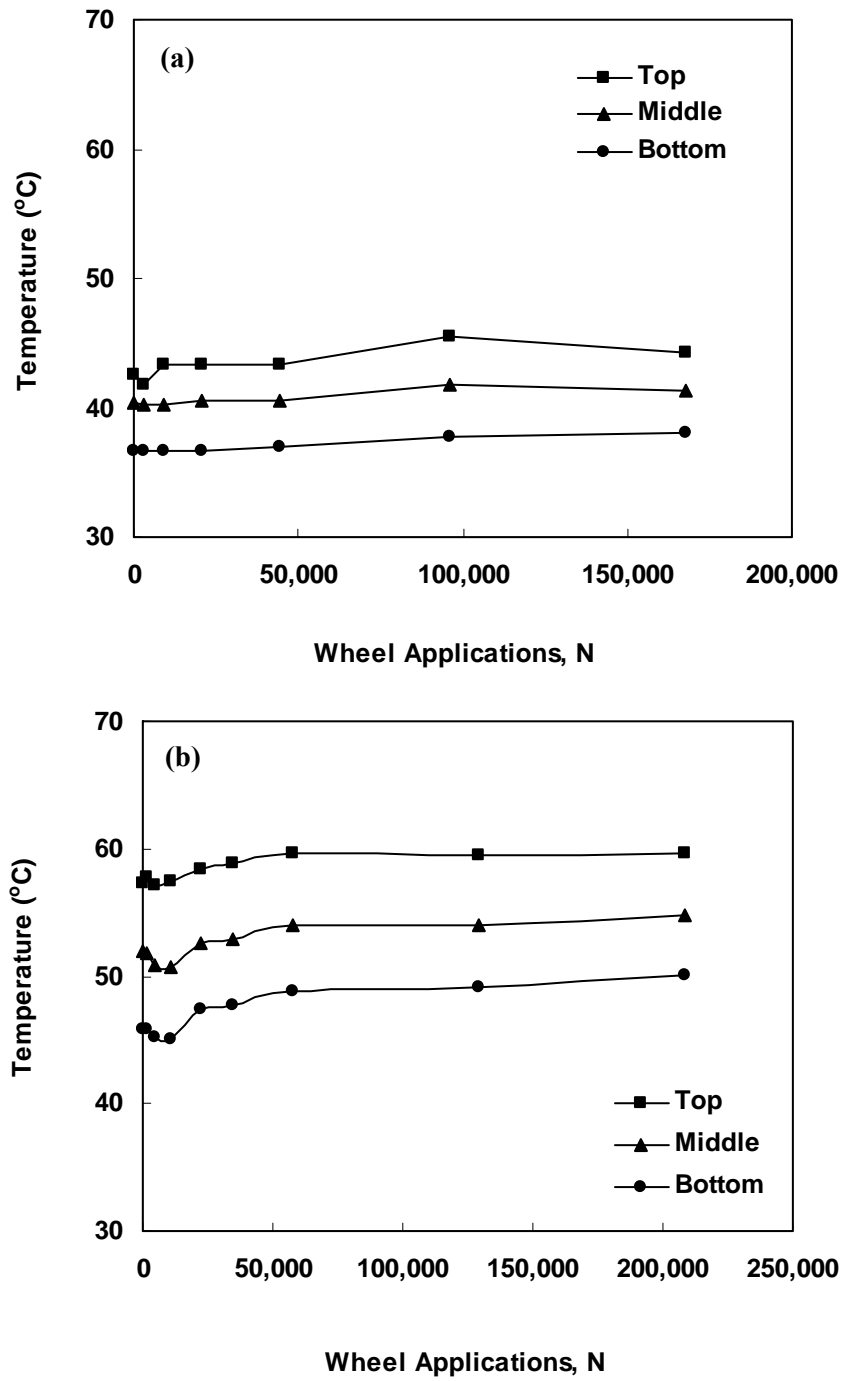 70
(a)
Top
Middle
Bottom
60
50
40
30
Temperature (°C)
0 50,000 100,000 150,000 200,000
Wheel Applications, N
70
(b)
60
50
40
30
Temperature (°C)
Top
Middle
Bottom
0 50,000 100,000 150,000 200,000 250,000
Wheel Applications, N